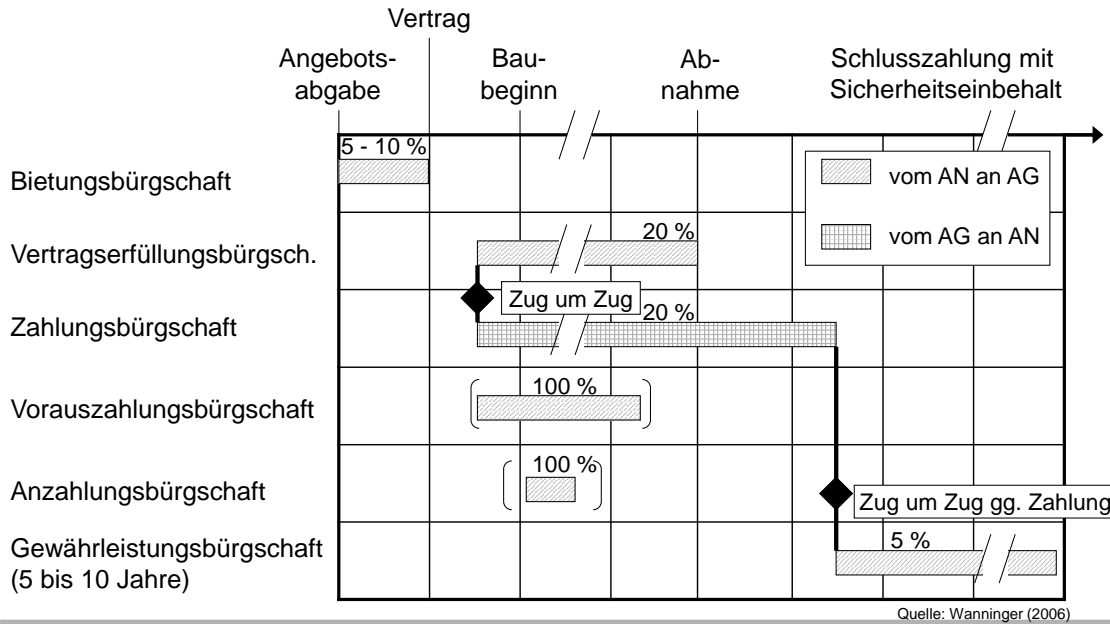 Vertrag
Angebots-
abgabe
Bau-
beginn
Ab-
nahme
Schlusszahlung mit
Sicherheitseinbehalt
5 - 10 %
Bietungsbürgschaft
vom AN an AG
vom AG an AN
20 %
Vertragserfüllungsbürgsch.
Zug um Zug
20 %
Zahlungsbürgschaft
100 %
Vorauszahlungsbürgschaft
100 %
Anzahlungsbürgschaft
Zug um Zug gg. Zahlung
Gewährleistungsbürgschaft
(5 bis 10 Jahre)
5 %
Quelle: Wanninger (2006)